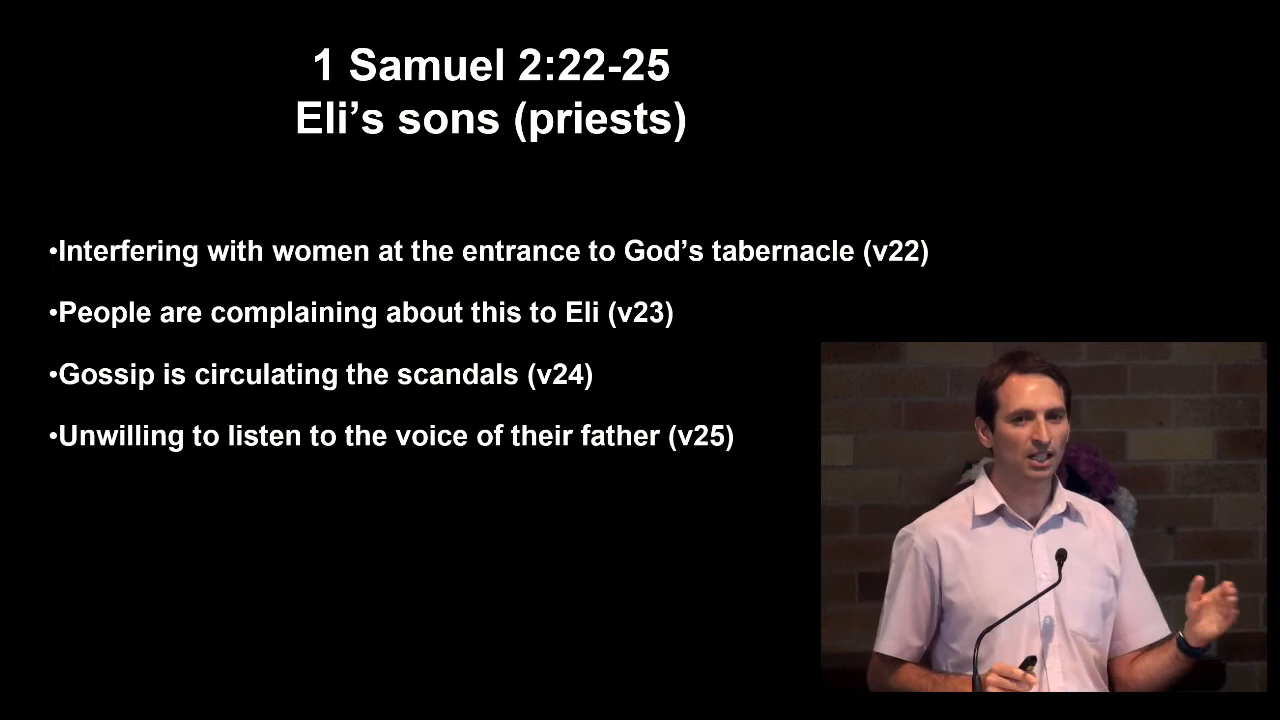 1 Samuel 2:22-25
Eli’s sons (priests)
•Interfering with women at the entrance to God’s tabernacle (v22)
•People are complaining about this to Eli (v23)
•Gossip is circulating the scandals (v24)
•Unwilling to listen to the voice of their father (v25)